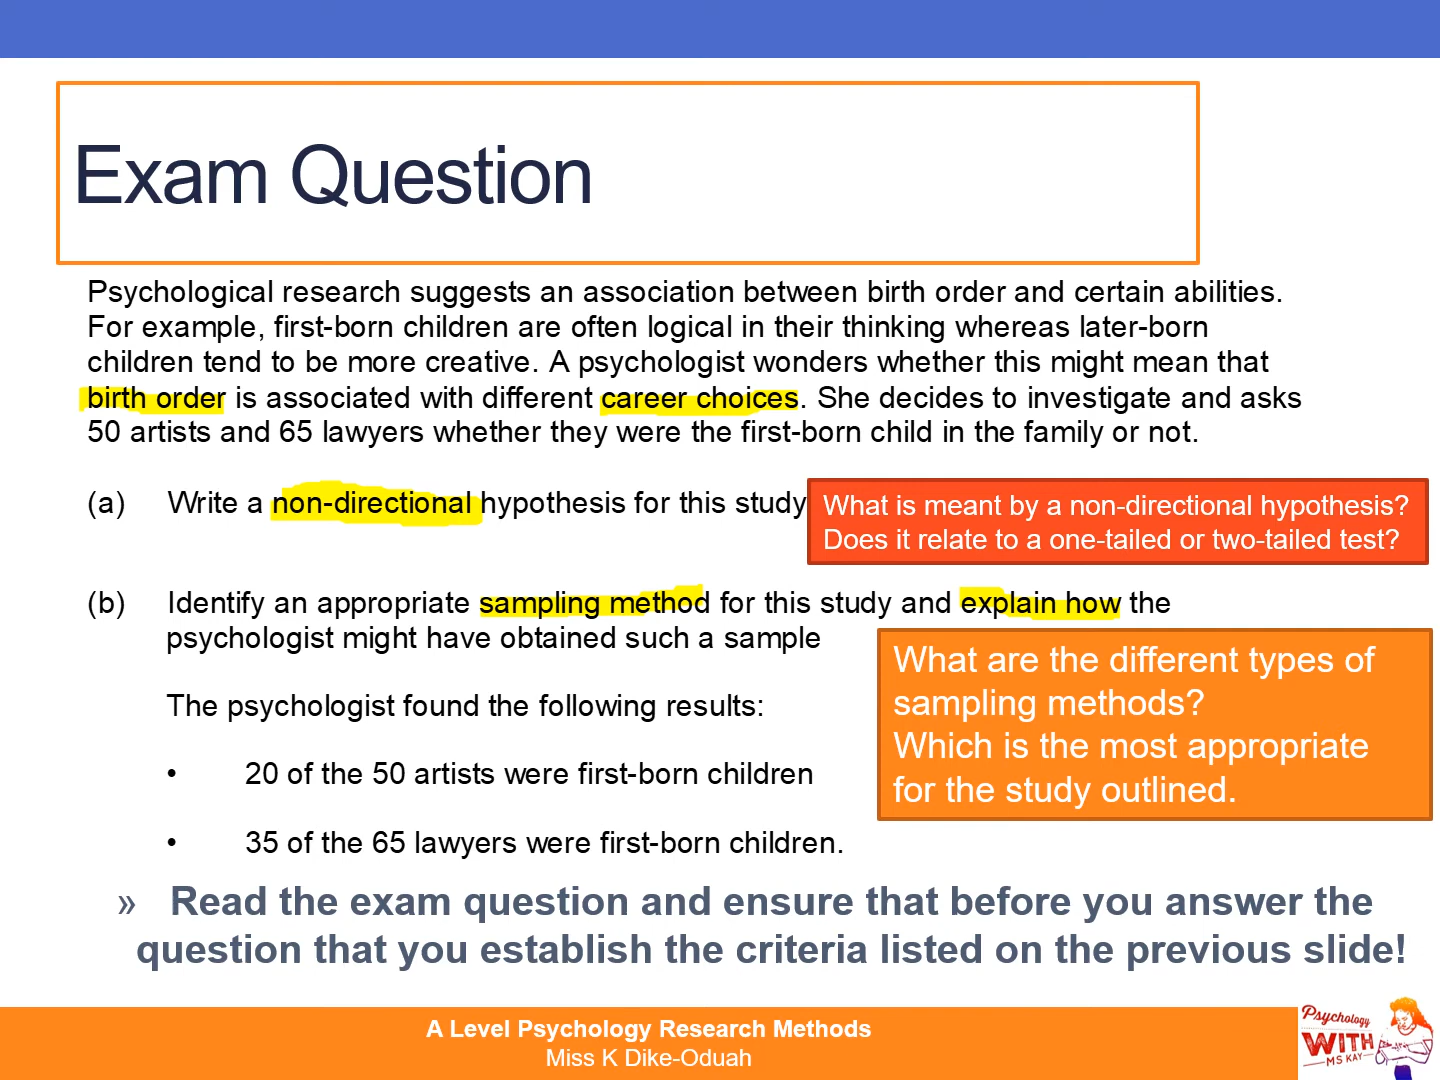 Exam Question
Psychological research suggests an association between birth order and certain abilities.
For example, first-born children are often logical in their thinking whereas later-born
children tend to be more creative. A psychologist wonders whether this might mean that
birth order is associated with different career choices. She decides to investigate and asks
50 artists and 65 lawyers whether they were the first-born child in the family or not.
(a) Write a non-directional hypothesis for this study
What is meant by a non-directional hypothesis?
Does it relate to a one-tailed or two-tailed test?
(b) Identify an appropriate sampling method for this study and explain how the
psychologist might have obtained such a sample
What are the different types of
sampling methods?
Which is the most appropriate
for the study outlined.
The psychologist found the following results:
• 20 of the 50 artists were first-born children
• 35 of the 65 lawyers were first-born children.
» Read the exam question and ensure that before you answer the
question that you establish the criteria listed on the previous slide!
A Level Psychology Research Methods
Miss K Dike-Oduah
Psychology
WITH
MS KAY